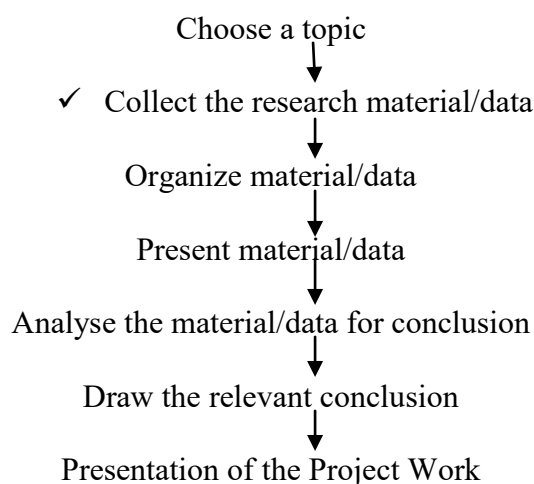 Choose a topic
✓ Collect the research material/data
Organize material/data
Present material/data
Analyse the material/data for conclusion
Draw the relevant conclusion
Presentation of the Project Work